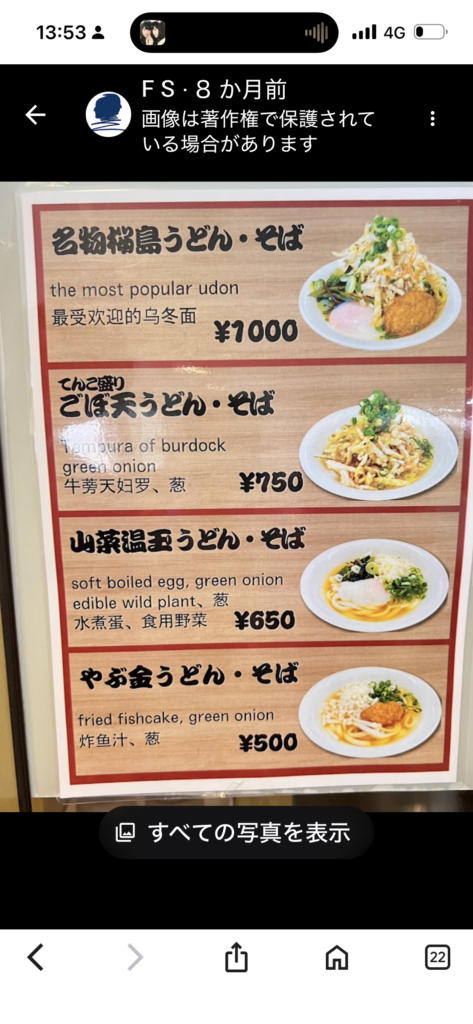 13:53
4G
F S · 8 か月前
画像は著作権で保護されて
いる場合があります
名物桜島うどん・そば
the most popular udon
最受欢迎的乌冬面
¥1000
てんこ盛り
ごぼ天うどん・そば
Tempura of burdock
green onion
牛蒡天妇罗、葱
¥750
山菜温玉うどん・そば
soft boiled egg, green onion
edible wild plant、葱
水煮蛋、食用野菜
¥650
やぶ金うどん・そば
fried fishcake, green onion
炸鱼汁、葱
¥500
すべての写真を表示
22